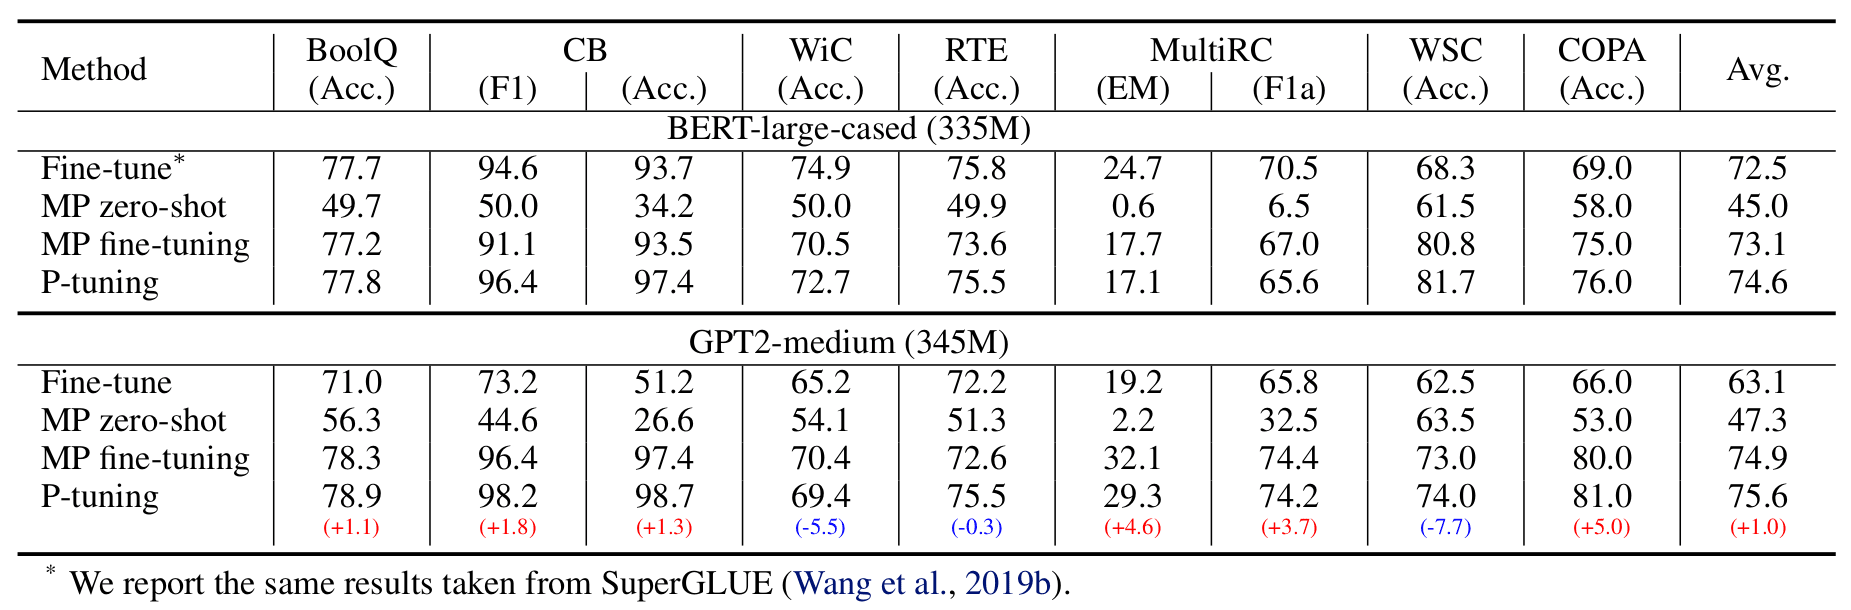 Method BoolQ (Acc.) CB (F1) (Acc.) WiC (Acc.) RTE (Acc.) MultiRC (EM) (F1a) WSC (Acc.) COPA (Acc.) Avg.
BERT-large-cased (335M)
Fine-tune* 77.7 94.6 93.7 74.9 75.8 24.7 70.5 68.3 69.0 72.5
MP zero-shot 49.7 50.0 34.2 50.0 49.9 0.6 6.5 61.5 58.0 45.0
MP fine-tuning 77.2 91.1 93.5 70.5 73.6 17.7 67.0 80.8 75.0 73.1
P-tuning 77.8 96.4 97.4 72.7 75.5 17.1 65.6 81.7 76.0 74.6
GPT2-medium (345M)
Fine-tune 71.0 73.2 51.2 65.2 72.2 19.2 65.8 62.5 66.0 63.1
MP zero-shot 56.3 44.6 26.6 54.1 51.3 2.2 32.5 63.5 53.0 47.3
MP fine-tuning 78.3 96.4 97.4 70.4 72.6 32.1 74.4 73.0 80.0 74.9
P-tuning 78.9 98.2 98.7 69.4 75.5 29.3 74.2 74.0 81.0 75.6
(+1.1) (+1.8) (+1.3) (-5.5) (-0.3) (+4.6) (+3.7) (-7.7) (+5.0) (+1.0)
* We report the same results taken from SuperGLUE (Wang et al., 2019b).